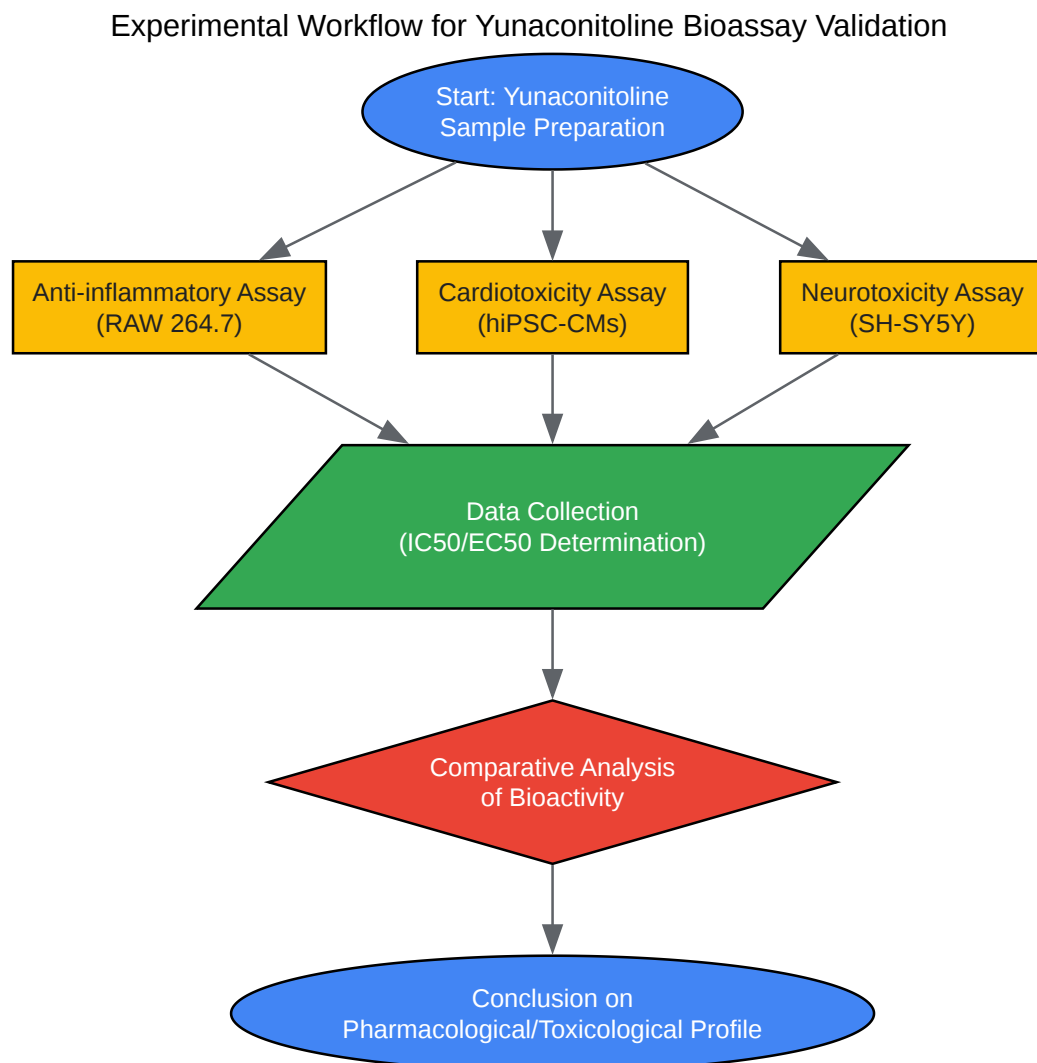 Experimental Workflow for Yunaconitoline Bioassay Validation
Start: Yunaconitoline
Sample Preparation
Anti-inflammatory Assay
(RAW 264.7)
Cardiotoxicity Assay
(hiPSC-CMs)
Neurotoxicity Assay
(SH-SY5Y)
Data Collection
(IC50/EC50 Determination)
Comparative Analysis
of Bioactivity
Conclusion on
Pharmacological/Toxicological Profile